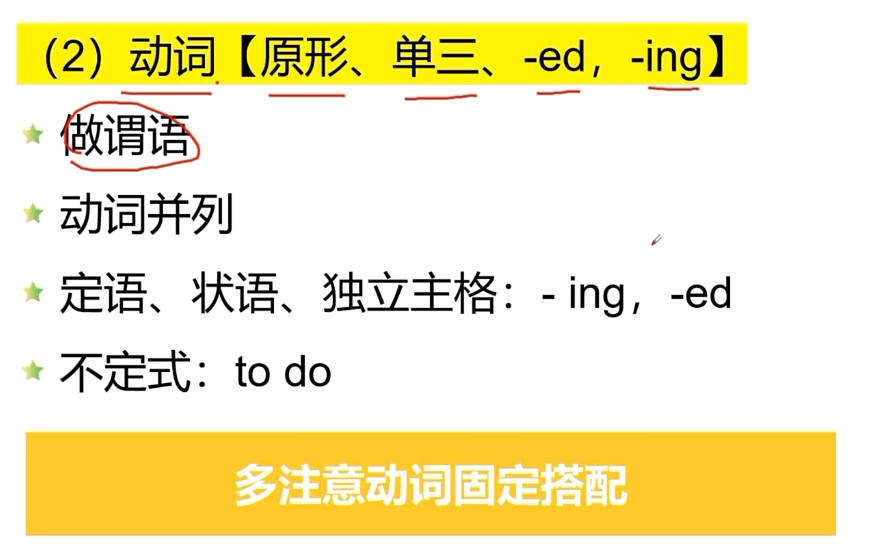 （2）动词【原形、单三、-ed，-ing】
做谓语
动词并列
定语、状语、独立主格：- ing，-ed
不定式：to do
多注意动词固定搭配